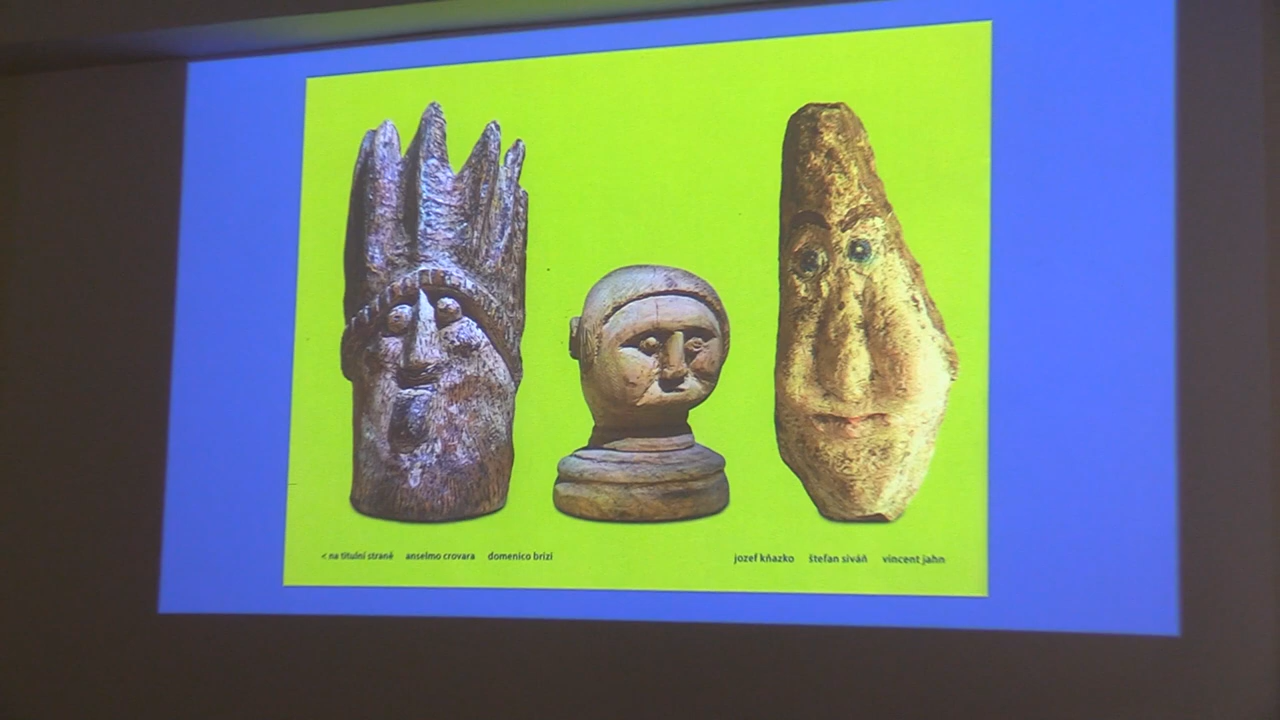 < na titulní straně anselmo crovara domenico brizi
jozef kňazko štefan siváň vincent jahn